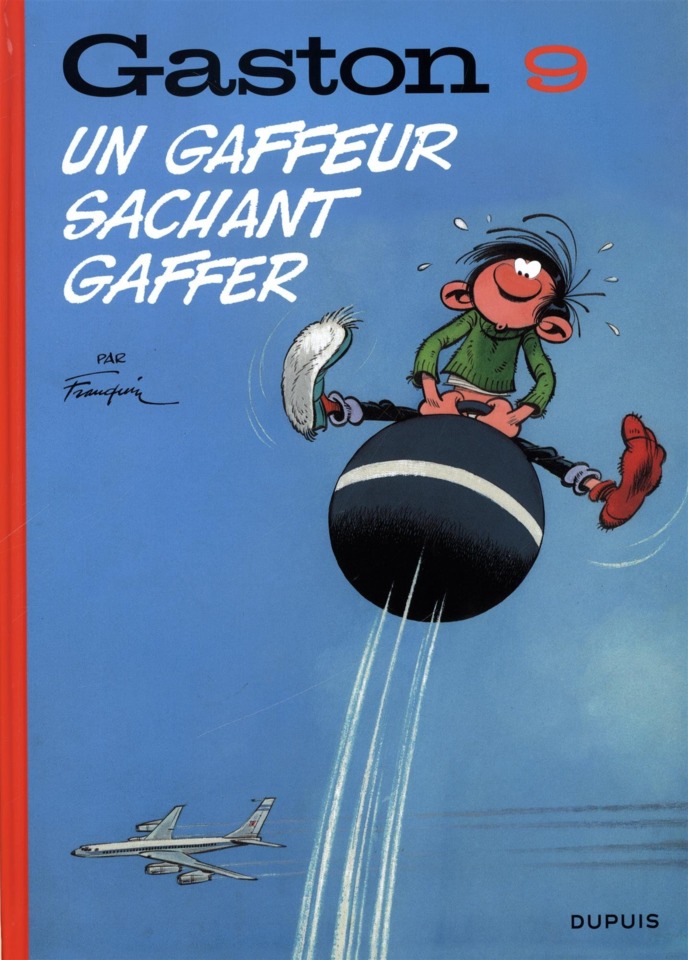 Gaston 9
UN GAFFEUR
SACHANT
GAFFER
PAR
Franquin
DUPUIS